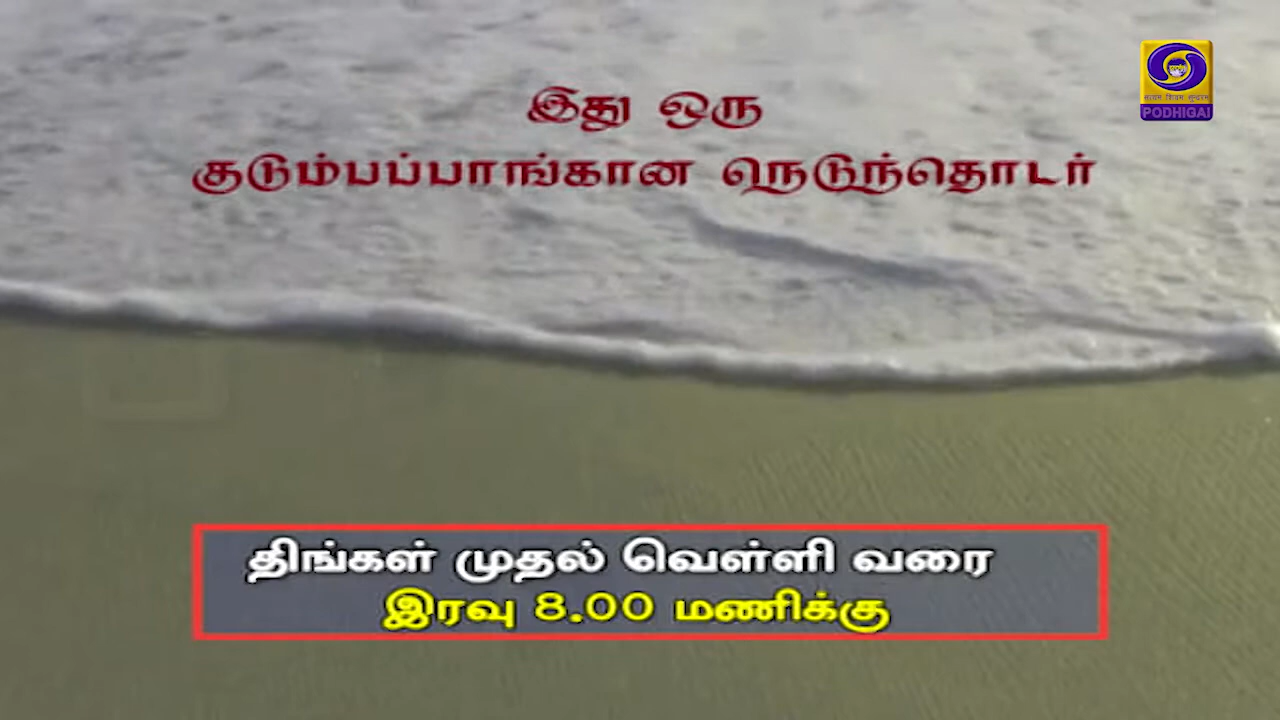 இது ஒரு
குடும்பப்பாங்கான நெடுந்தொடர்
PODHIGAI
திங்கள் முதல் வெள்ளி வரை
இரவு 8.00 மணிக்கு